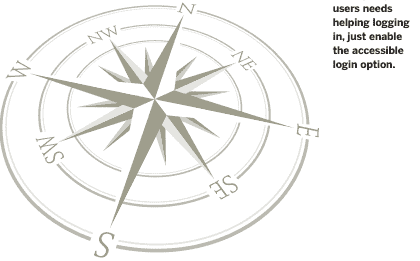 users needs
helping logging
in, just enable
the accessible
login option.
N
NW
NE
W
E
SW
SE
S